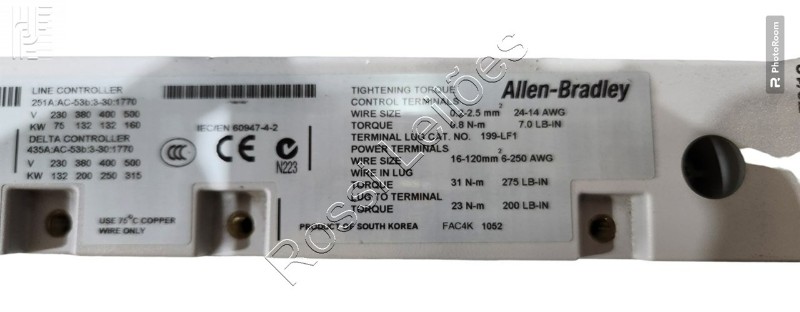 LINE CONTROLLER
251A:AC-53b:3-30:1770
V 230 380 400 500
KW 75 132 132 160
DELTA CONTROLLER
435A:AC-53b:3-30:1770
V 230 380 400 500
KW 132 200 250 315
USE 75°C COPPER
WIRE ONLY
IEC/EN 60947-4-2
CCC
CE
N223
TIGHTENING TORQUE
CONTROL TERMINALS
WIRE SIZE 0.2-2.5 mm² 24-14 AWG
TORQUE 0.8 N-m 7.0 LB-IN
TERMINAL LUG CAT. NO. 199-LF1
POWER TERMINALS
WIRE SIZE 16-120mm² 6-250 AWG
WIRE IN LUG
TORQUE 31 N-m 275 LB-IN
LUG TO TERMINAL
TORQUE 23 N-m 200 LB-IN
PRODUCT OF SOUTH KOREA FAC4K 1052
Allen-Bradley
Rossi Leilões
PhotoRoom